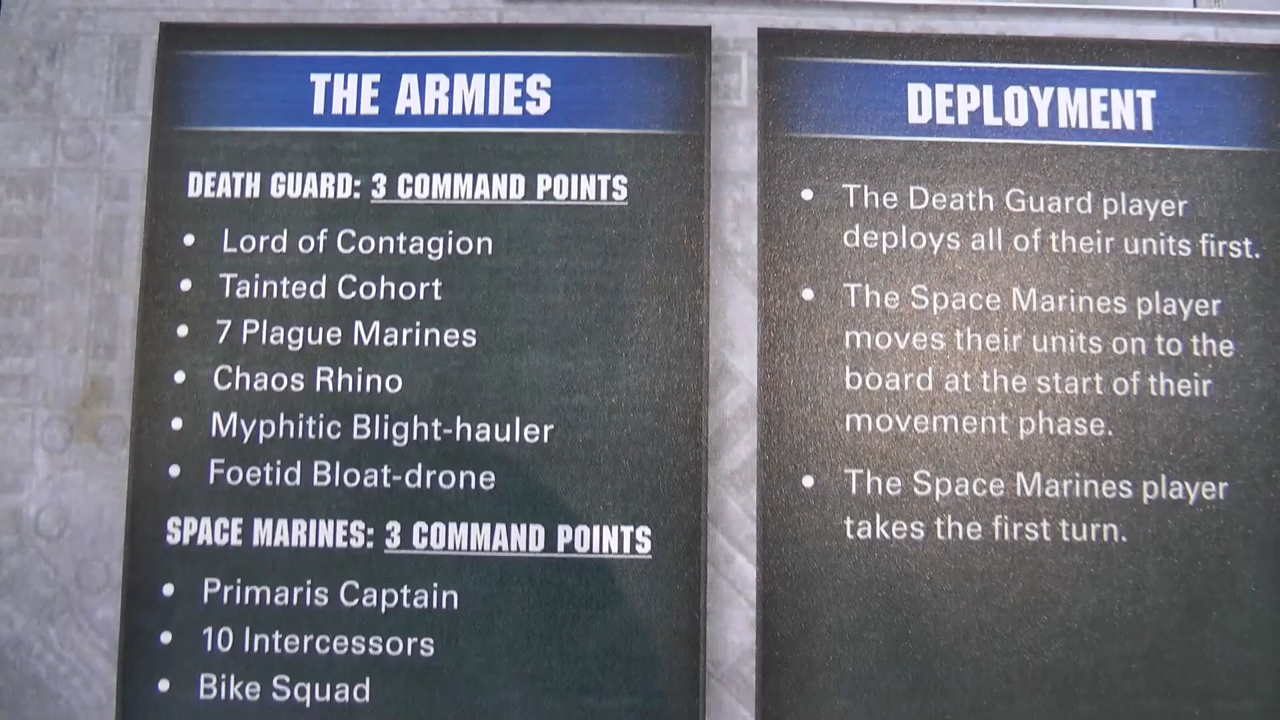 THE ARMIES
DEATH GUARD: 3 COMMAND POINTS
• Lord of Contagion
• Tainted Cohort
• 7 Plague Marines
• Chaos Rhino
• Myphitic Blight-hauler
• Foetid Bloat-drone
SPACE MARINES: 3 COMMAND POINTS
• Primaris Captain
• 10 Intercessors
• Bike Squad
DEPLOYMENT
• The Death Guard player
deploys all of their units first.
• The Space Marines player
moves their units on to the
board at the start of their
movement phase.
• The Space Marines player
takes the first turn.